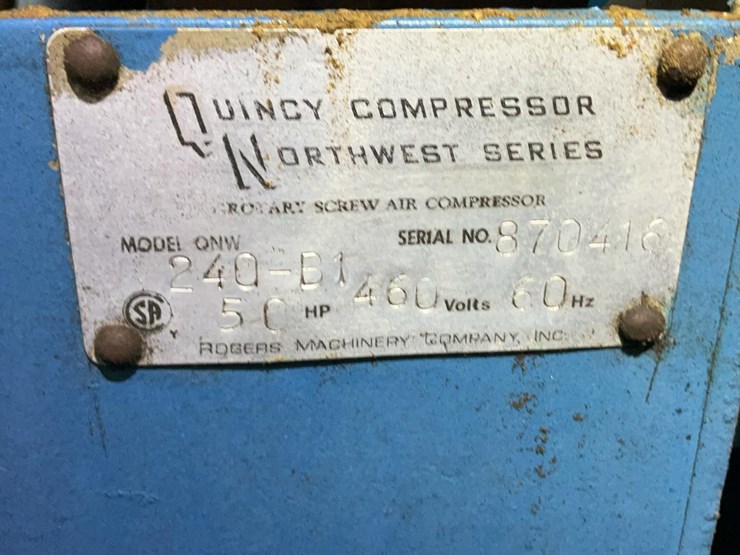 QUINCY COMPRESSOR
NORTHWEST SERIES
ROTARY SCREW AIR COMPRESSOR
MODEL QNW 240-B1 SERIAL NO. 870416
SA 50 HP 460 Volts 60 Hz
ROGERS MACHINERY COMPANY, INC.